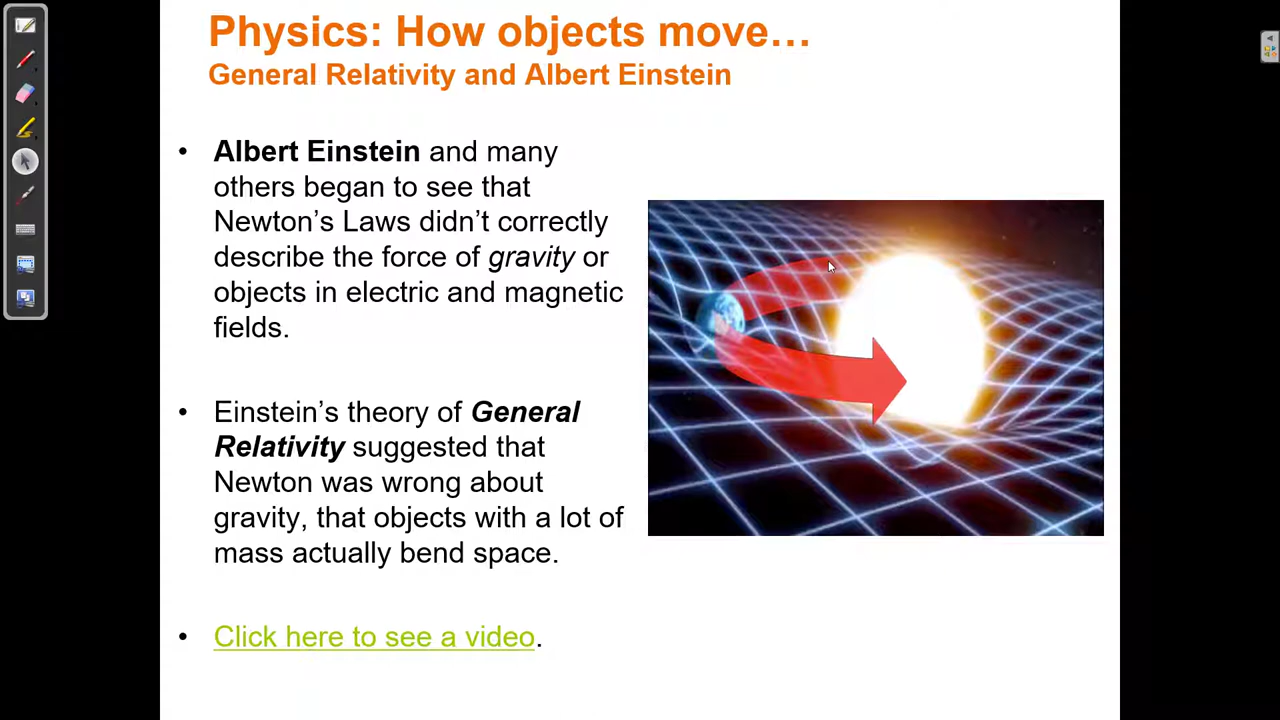 Physics: How objects move…
General Relativity and Albert Einstein
• Albert Einstein and many
others began to see that
Newton’s Laws didn’t correctly
describe the force of gravity or
objects in electric and magnetic
fields.
• Einstein’s theory of General
Relativity suggested that
Newton was wrong about
gravity, that objects with a lot of
mass actually bend space.
• Click here to see a video.